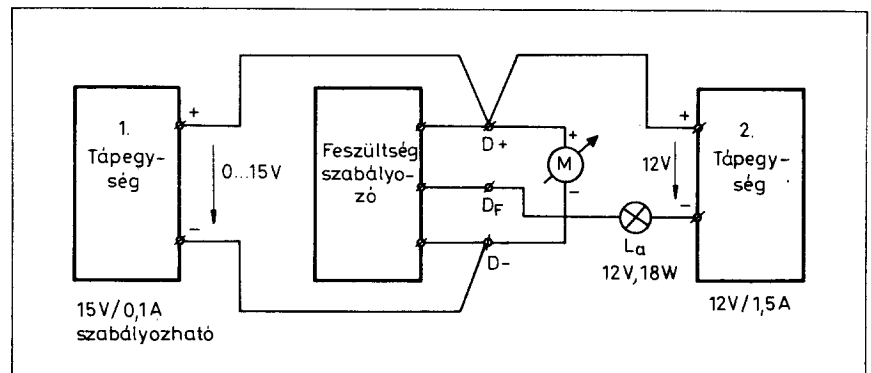 1.
Tápegy-
ség
+
−
0...15V
15V/0,1A
szabályozható
Feszültség
szabályo-
zó
D+
DF
D−
+
M
−
La
12V,18W
12V
+
−
2.
Tápegy-
ség
12V/1,5A